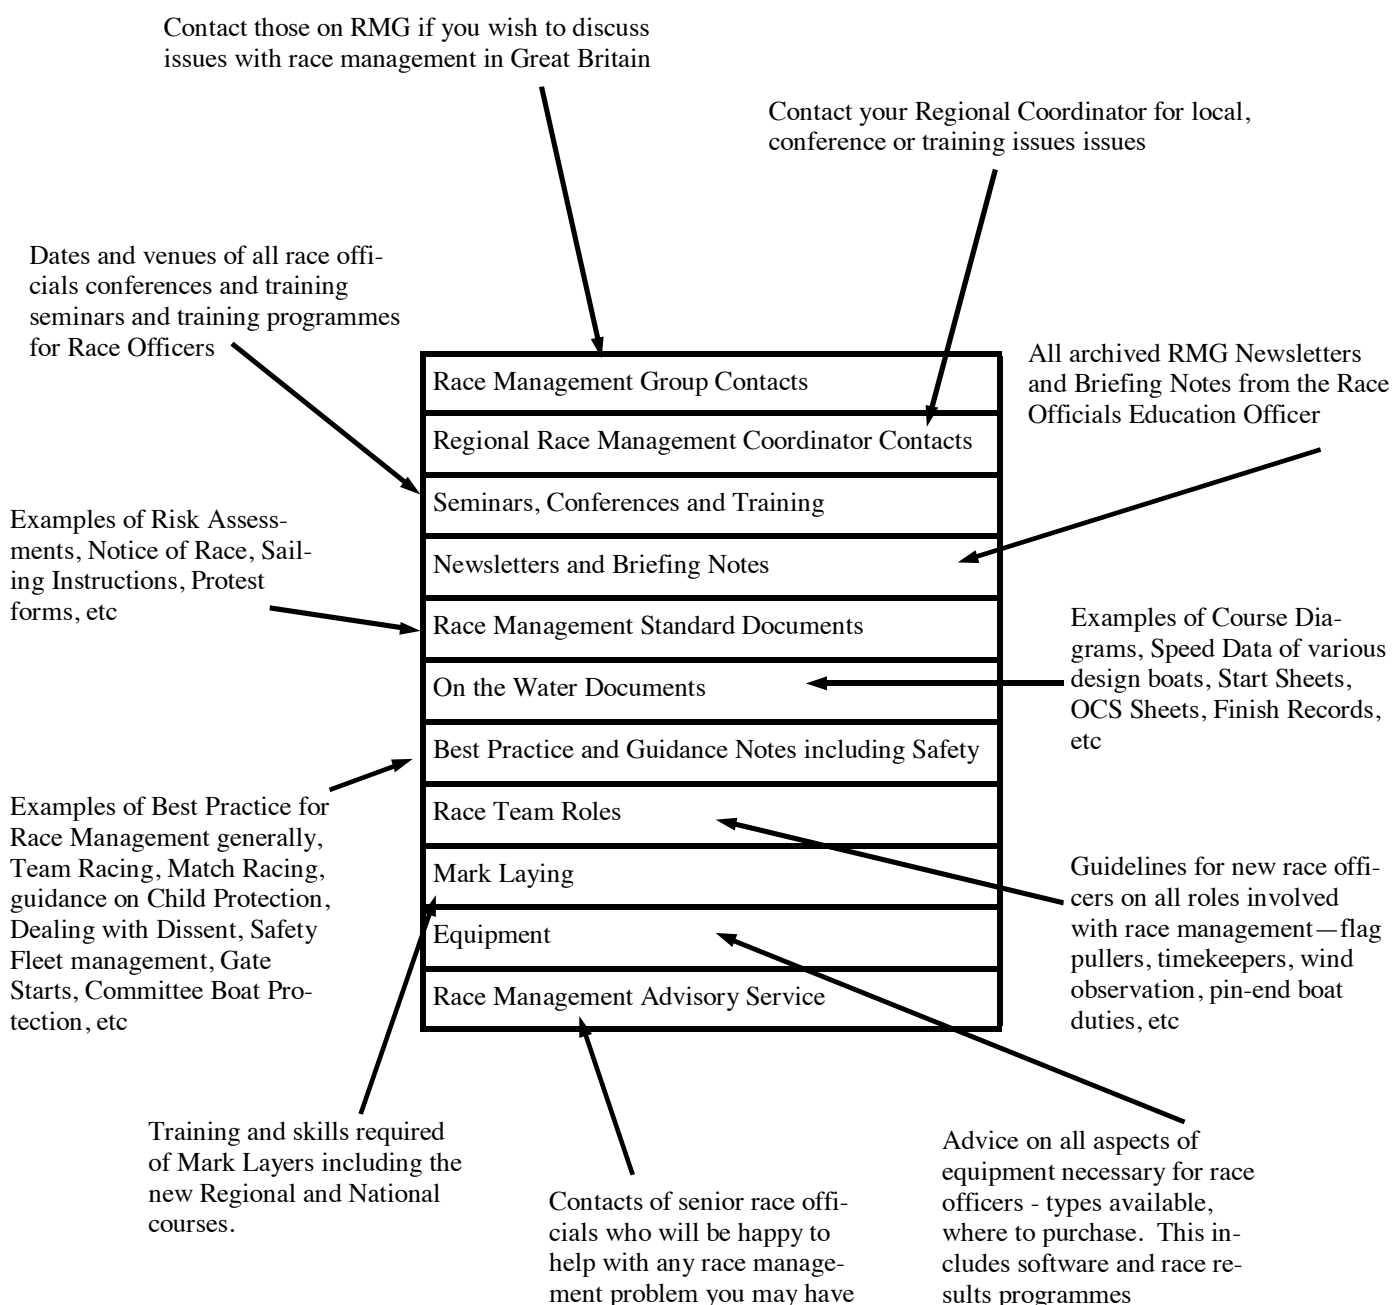 Contact those on RMG if you wish to discuss
issues with race management in Great Britain
Contact your Regional Coordinator for local,
conference or training issues issues
Dates and venues of all race offi-
cials conferences and training
seminars and training programmes
for Race Officers
All archived RMG Newsletters
and Briefing Notes from the Race
Officials Education Officer
Race Management Group Contacts
Regional Race Management Coordinator Contacts
Seminars, Conferences and Training
Newsletters and Briefing Notes
Race Management Standard Documents
On the Water Documents
Best Practice and Guidance Notes including Safety
Race Team Roles
Mark Laying
Equipment
Race Management Advisory Service
Examples of Risk Assess-
ments, Notice of Race, Sail-
ing Instructions, Protest
forms, etc
Examples of Course Dia-
grams, Speed Data of various
design boats, Start Sheets,
OCS Sheets, Finish Records,
etc
Examples of Best Practice for
Race Management generally,
Team Racing, Match Racing,
guidance on Child Protection,
Dealing with Dissent, Safety
Fleet management, Gate
Starts, Committee Boat Pro-
tection, etc
Guidelines for new race offi-
cers on all roles involved
with race management—flag
pullers, timekeepers, wind
observation, pin-end boat
duties, etc
Training and skills required
of Mark Layers including the
new Regional and National
courses.
Contacts of senior race offi-
cials who will be happy to
help with any race manage-
ment problem you may have
Advice on all aspects of
equipment necessary for race
officers - types available,
where to purchase.  This in-
cludes software and race re-
sults programmes